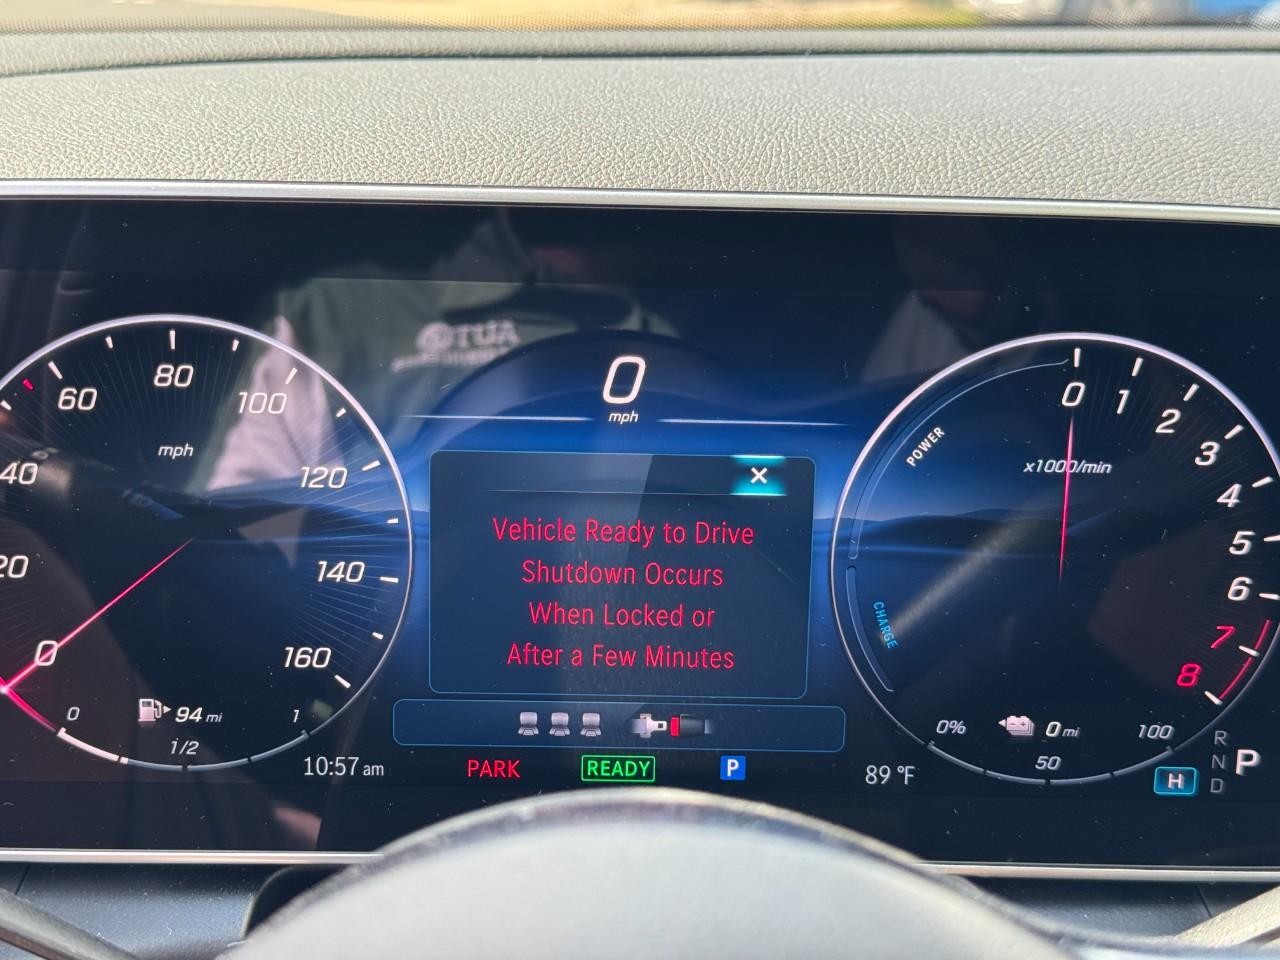 60
80
100
mph
40
120
20
140
0
160
0
94 mi
1
1/2
10:57 am
0
mph
×
Vehicle Ready to Drive
Shutdown Occurs
When Locked or
After a Few Minutes
PARK
READY
P
89 °F
0
1
2
3
4
5
6
7
8
x1000/min
POWER
CHARGE
0%
0 mi
100
50
H
R
N
D
P